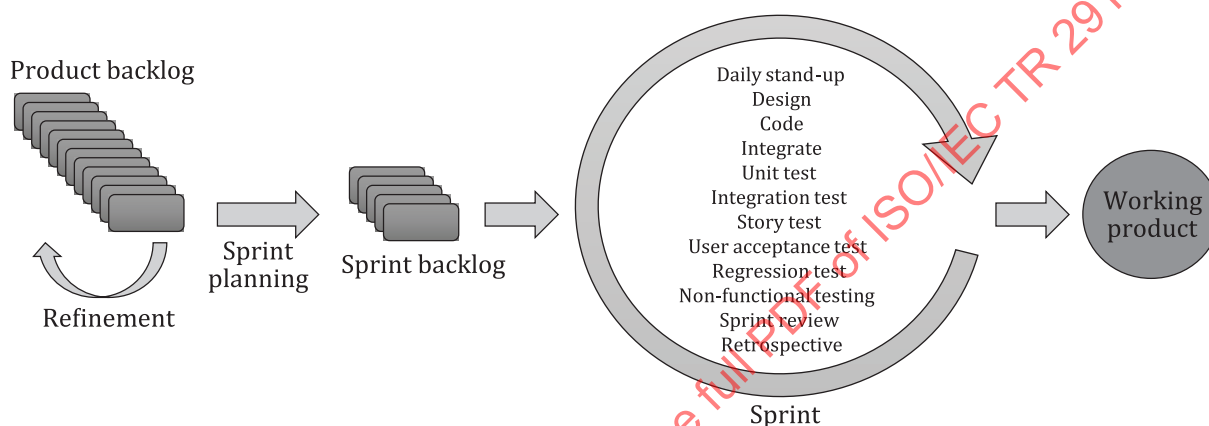 Product backlog
Refinement
Sprint
planning
Sprint backlog
Daily stand-up
Design
Code
Integrate
Unit test
Integration test
Story test
User acceptance test
Regression test
Non-functional testing
Sprint review
Retrospective
Sprint
Working
product
e full PDF of ISO/IEC TR 291